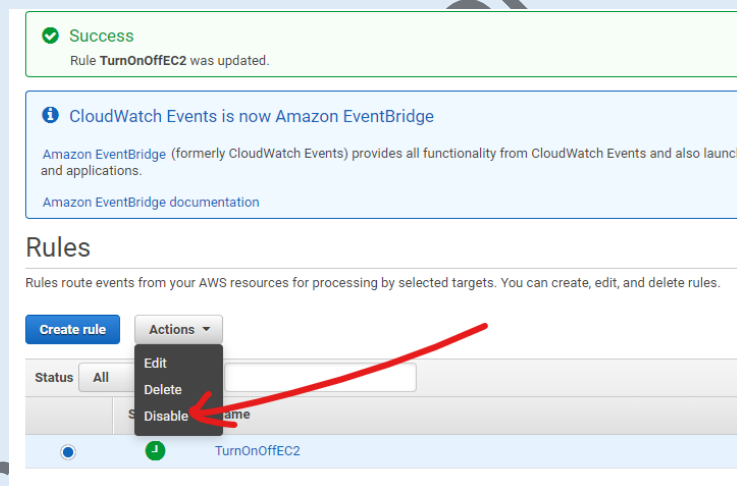 Success
Rule TurnOnOffEC2 was updated.
CloudWatch Events is now Amazon EventBridge
Amazon EventBridge (formerly CloudWatch Events) provides all functionality from CloudWatch Events and also
and applications.
Amazon EventBridge documentation
Rules
Rules route events from your AWS resources for processing by selected targets. You can create, edit, and delete rules.
Create rule
Actions
Edit
Status All
Delete
Disable
TurnOnOffEC2